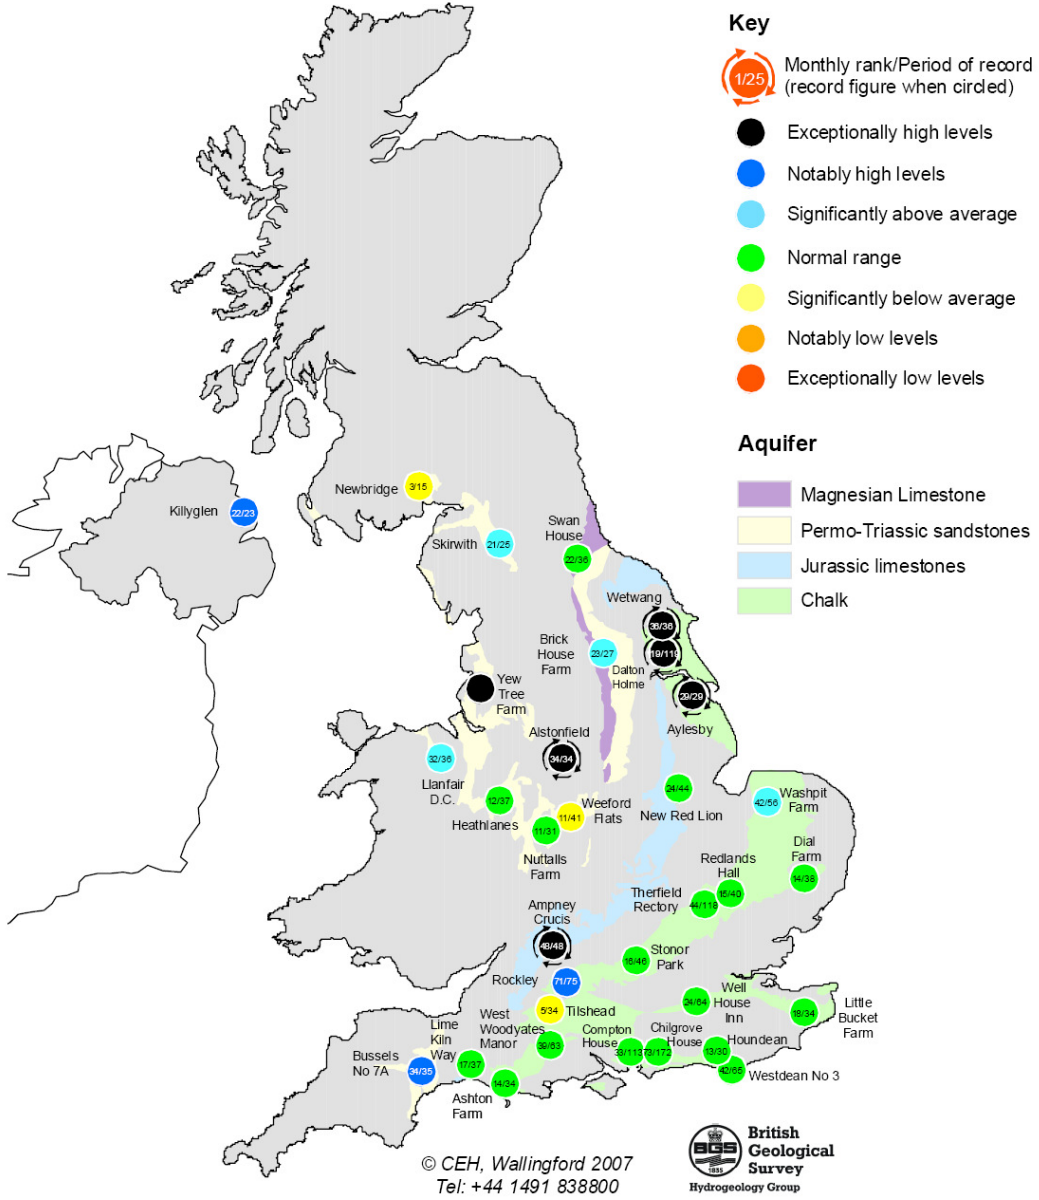 Key
1/25
Monthly rank/Period of record
(record figure when circled)
Exceptionally high levels
Notably high levels
Significantly above average
Normal range
Significantly below average
Notably low levels
Exceptionally low levels
Aquifer
Magnesian Limestone
Permo-Triassic sandstones
Jurassic limestones
Chalk
Newbridge
3/15
Killyglen
22/23
Skirwith
21/25
Swan
House
22/36
Wetwang
36/36
Brick
House
Farm
23/27
Dalton
Holme
119/119
Yew
Tree
Farm
29/29
Aylesby
Alstonfield
34/34
32/36
Llanfair
D.C.
12/37
Heathlanes
Weeford
Flats
11/41
11/31
Nuttalls
Farm
24/44
New Red Lion
42/56
Washpit
Farm
Dial
Farm
14/38
Redlands
Hall
16/40
Therfield
Rectory
44/118
Ampney
Crucis
48/48
Stonor
Park
16/46
Rockley
71/75
5/34
Tilshead
Well
House
Inn
24/64
18/34
Little
Bucket
Farm
West
Woodyates
Manor
39/63
Compton
House
33/113
Chilgrove
House
73/172
Houndean
13/30
42/65
Westdean No 3
Lime
Kiln
Way
17/37
Bussels
No 7A
34/35
14/34
Ashton
Farm
© CEH, Wallingford 2007
Tel: +44 1491 838800
BGS
1835
British
Geological
Survey
Hydrogeology Group